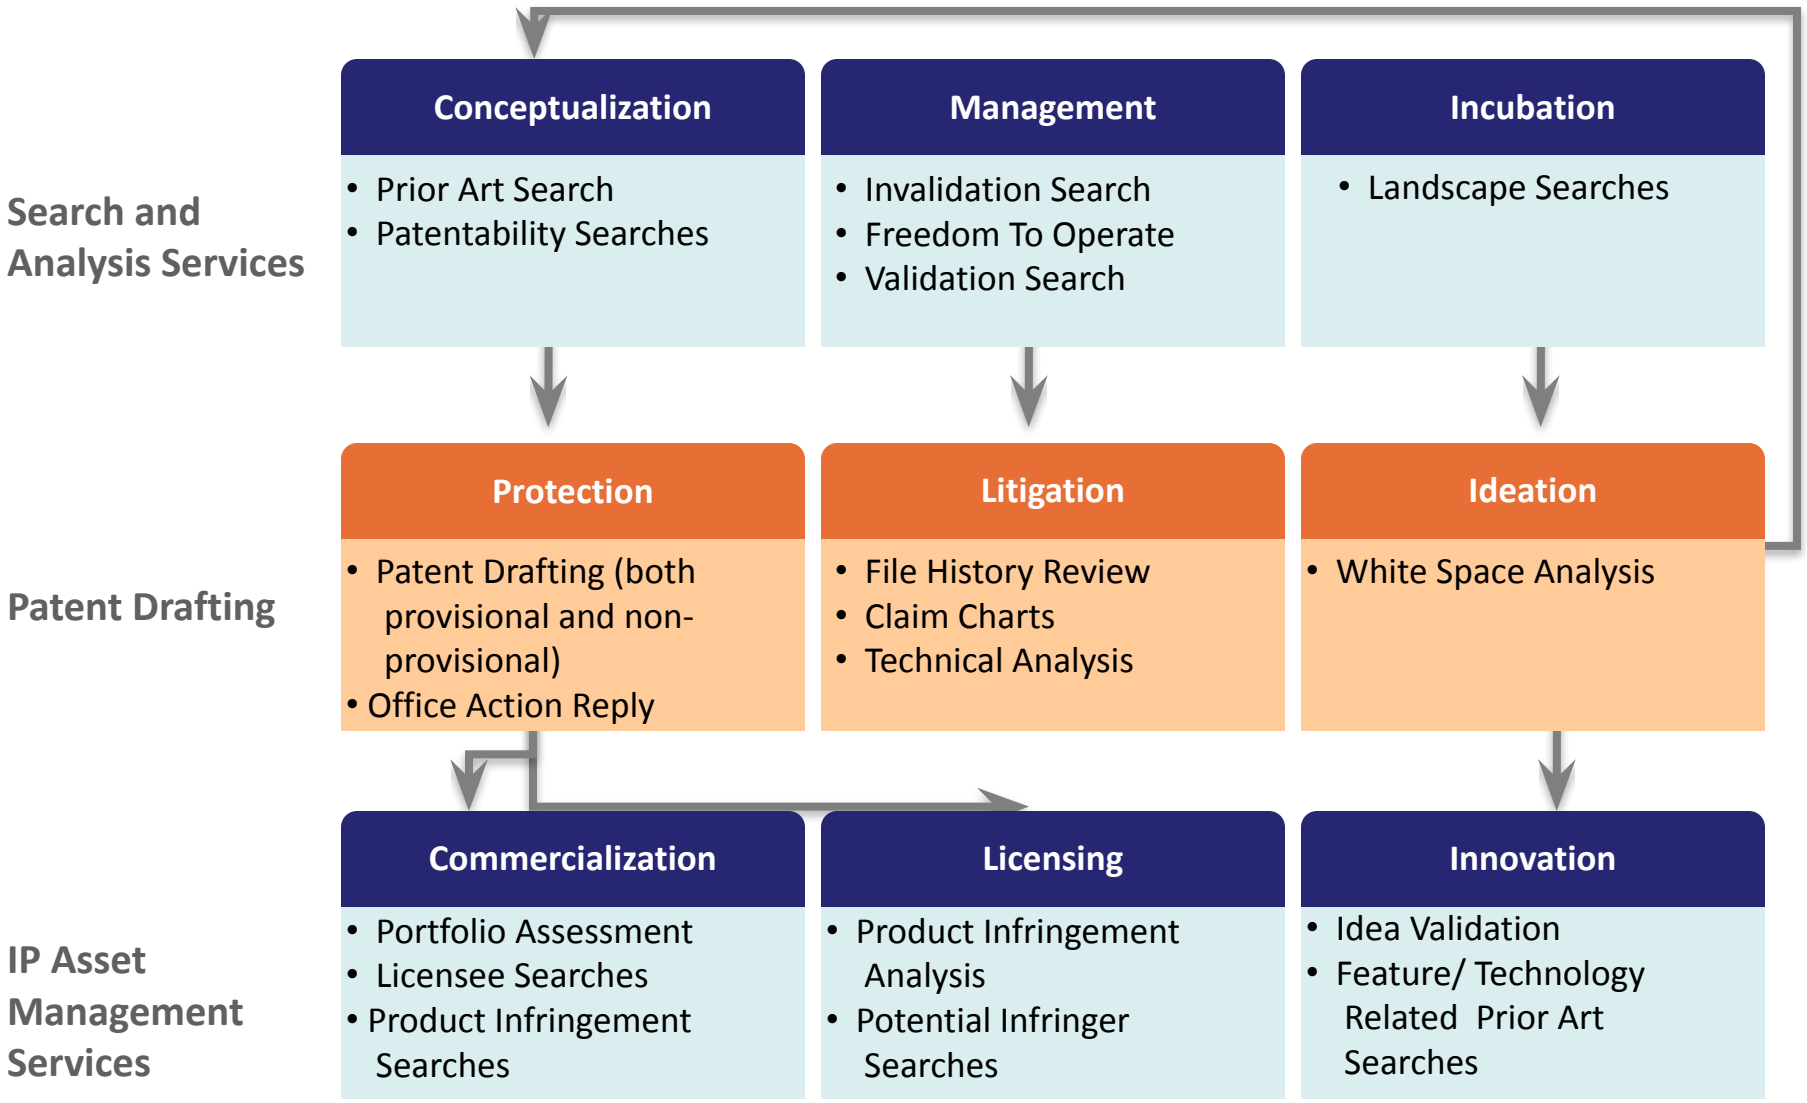 Conceptualization
Management
Incubation
Search and
Analysis Services
• Prior Art Search
• Patentability Searches
• Invalidation Search
• Freedom To Operate
• Validation Search
• Landscape Searches
Protection
Litigation
Ideation
Patent Drafting
• Patent Drafting (both
provisional and non-
provisional)
• Office Action Reply
• File History Review
• Claim Charts
• Technical Analysis
• White Space Analysis
Commercialization
Licensing
Innovation
IP Asset
Management
Services
• Portfolio Assessment
• Licensee Searches
• Product Infringement
Searches
• Product Infringement
Analysis
• Potential Infringer
Searches
• Idea Validation
• Feature/ Technology
Related Prior Art
Searches